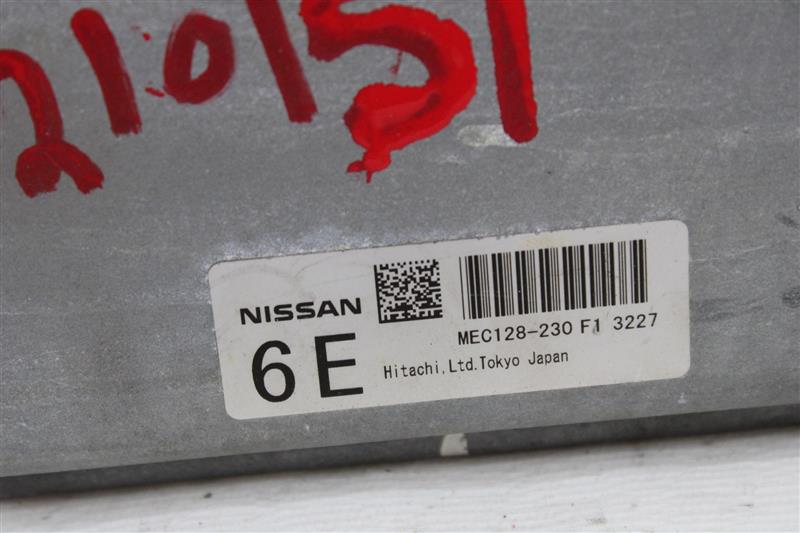 210151
NISSAN
6E
MEC128-230 F1 3227
Hitachi,Ltd.Tokyo Japan